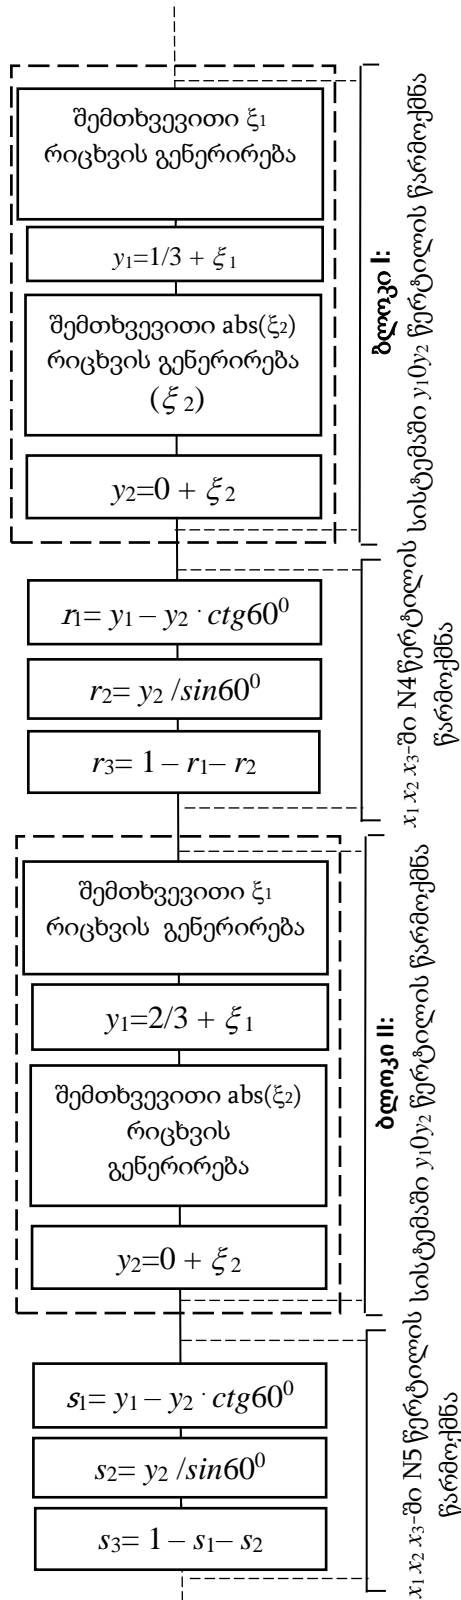 შემთხვევითი ξ1
რიცხვის გენერირება
y1=1/3 + ξ1
შემთხვევითი abs(ξ2)
რიცხვის გენერირება
(ξ 2)
y2=0 + ξ2
ბლოკი I:
სისტემაში y10y2 წერტილის წარმოქმნა
r1= y1 – y2 · ctg60⁰
r2= y2 /sin60⁰
r3= 1 – r1– r2
x1 x2 x3-ში N4 წერტილის
წარმოქმნა
შემთხვევითი ξ1
რიცხვის გენერირება
y1=2/3 + ξ1
შემთხვევითი abs(ξ2)
რიცხვის
გენერირება
y2=0 + ξ2
ბლოკი II:
სისტემაში y10y2 წერტილის წარმოქმნა
s1= y1 – y2 · ctg60⁰
s2= y2 /sin60⁰
s3= 1 – s1– s2
x1 x2 x3-ში N5 წერტილის
წარმოქმნა